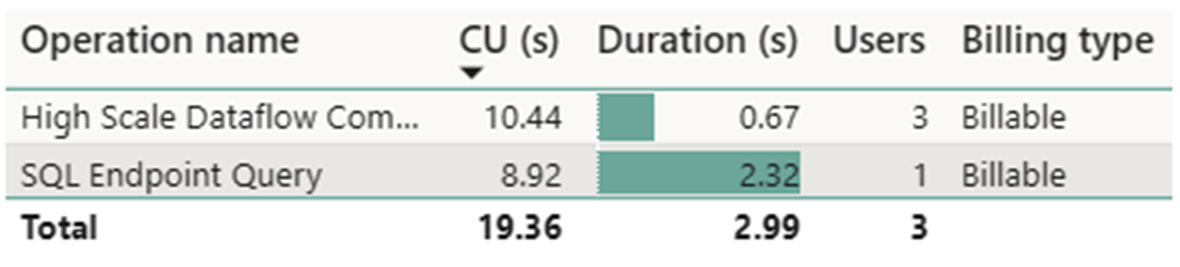 Operation name CU (s) Duration (s) Users Billing type
High Scale Dataflow Com... 10.44 0.67 3 Billable
SQL Endpoint Query 8.92 2.32 1 Billable
Total 19.36 2.99 3